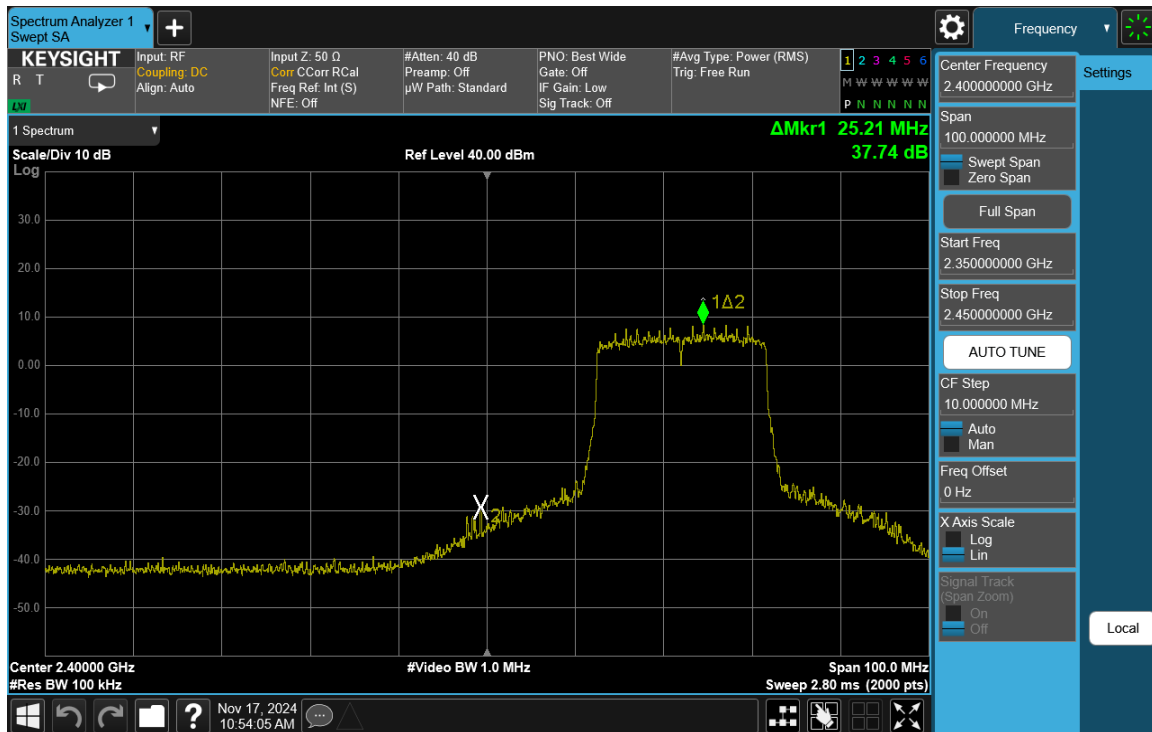 Spectrum Analyzer 1
Swept SA
+
Frequency
KEYSIGHT
R T
LXI
Input: RF
Coupling: DC
Align: Auto
Input Z: 50 Ω
Corr CCorr RCal
Freq Ref: Int (S)
NFE: Off
#Atten: 40 dB
Preamp: Off
µW Path: Standard
PNO: Best Wide
Gate: Off
IF Gain: Low
Sig Track: Off
#Avg Type: Power (RMS)
Trig: Free Run
1 2 3 4 5 6
M W W W W W
P N N N N N
1 Spectrum
Scale/Div 10 dB
Log
Ref Level 40.00 dBm
ΔMkr1 25.21 MHz
37.74 dB
30.0
20.0
10.0
0.00
-10.0
-20.0
-30.0
-40.0
-50.0
1Δ2
X
2
Center 2.40000 GHz
#Res BW 100 kHz
#Video BW 1.0 MHz
Span 100.0 MHz
Sweep 2.80 ms (2000 pts)
Center Frequency
2.400000000 GHz
Span
100.000000 MHz
Swept Span
Zero Span
Full Span
Start Freq
2.350000000 GHz
Stop Freq
2.450000000 GHz
AUTO TUNE
CF Step
10.000000 MHz
Auto
Man
Freq Offset
0 Hz
X Axis Scale
Log
Lin
Signal Track
(Span Zoom)
On
Off
Settings
Local
?
Nov 17, 2024
10:54:05 AM